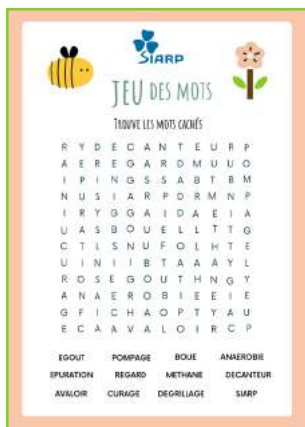 SIARP
JEU DES MOTS
TROUVE LES MOTS CACHÉS
R Y D E C A N T E U R P
A E R E G A R D M U U O
I P I N G S S A B T B M
N U S I A R P D R M N P
I R Y G G A I D A E I A
U A S B O U E L L T T G
C T L S N U F O L H T E
U I N I I B T A A A Y L
R O S E G O U T H N G Y
A N A E R O B I E E I E
G F I C H A O P T Y A U
E C A A V A L O I R C P
EGOUT POMPAGE BOUE ANAEROBIE
EPURATION REGARD METHANE DECANTEUR
AVALOIR CURAGE DEGRILLAGE SIARP